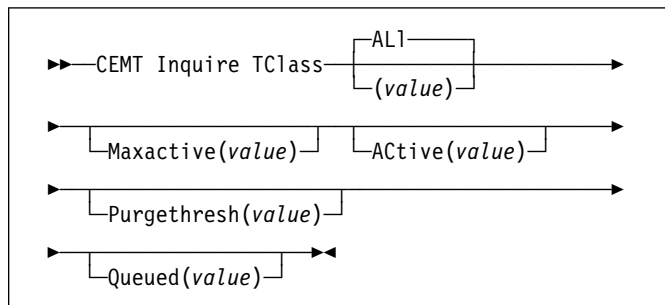 ALl
CEMT Inquire TClass
(value)
Maxactive(value) ACtive(value)
Purgethresh(value)
Queued(value)